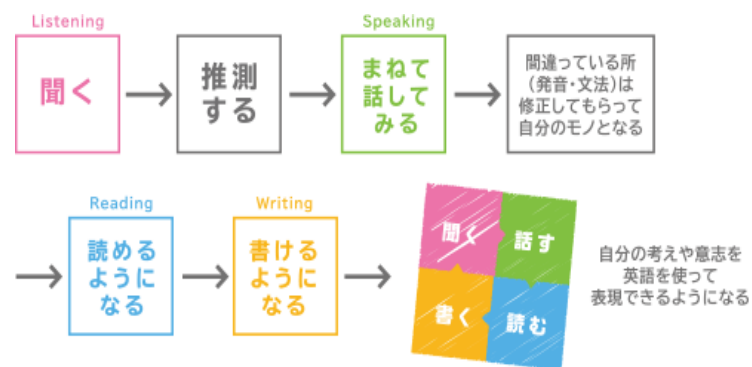 Listening
聞く
推測
する
Speaking
まねて
話して
みる
間違っている所
(発音・文法)は
修正してもらって
自分のモノとなる
Reading
読める
ように
なる
Writing
書ける
ように
なる
聞く
話す
書く
読む
自分の考えや意志を
英語を使って
表現できるようになる